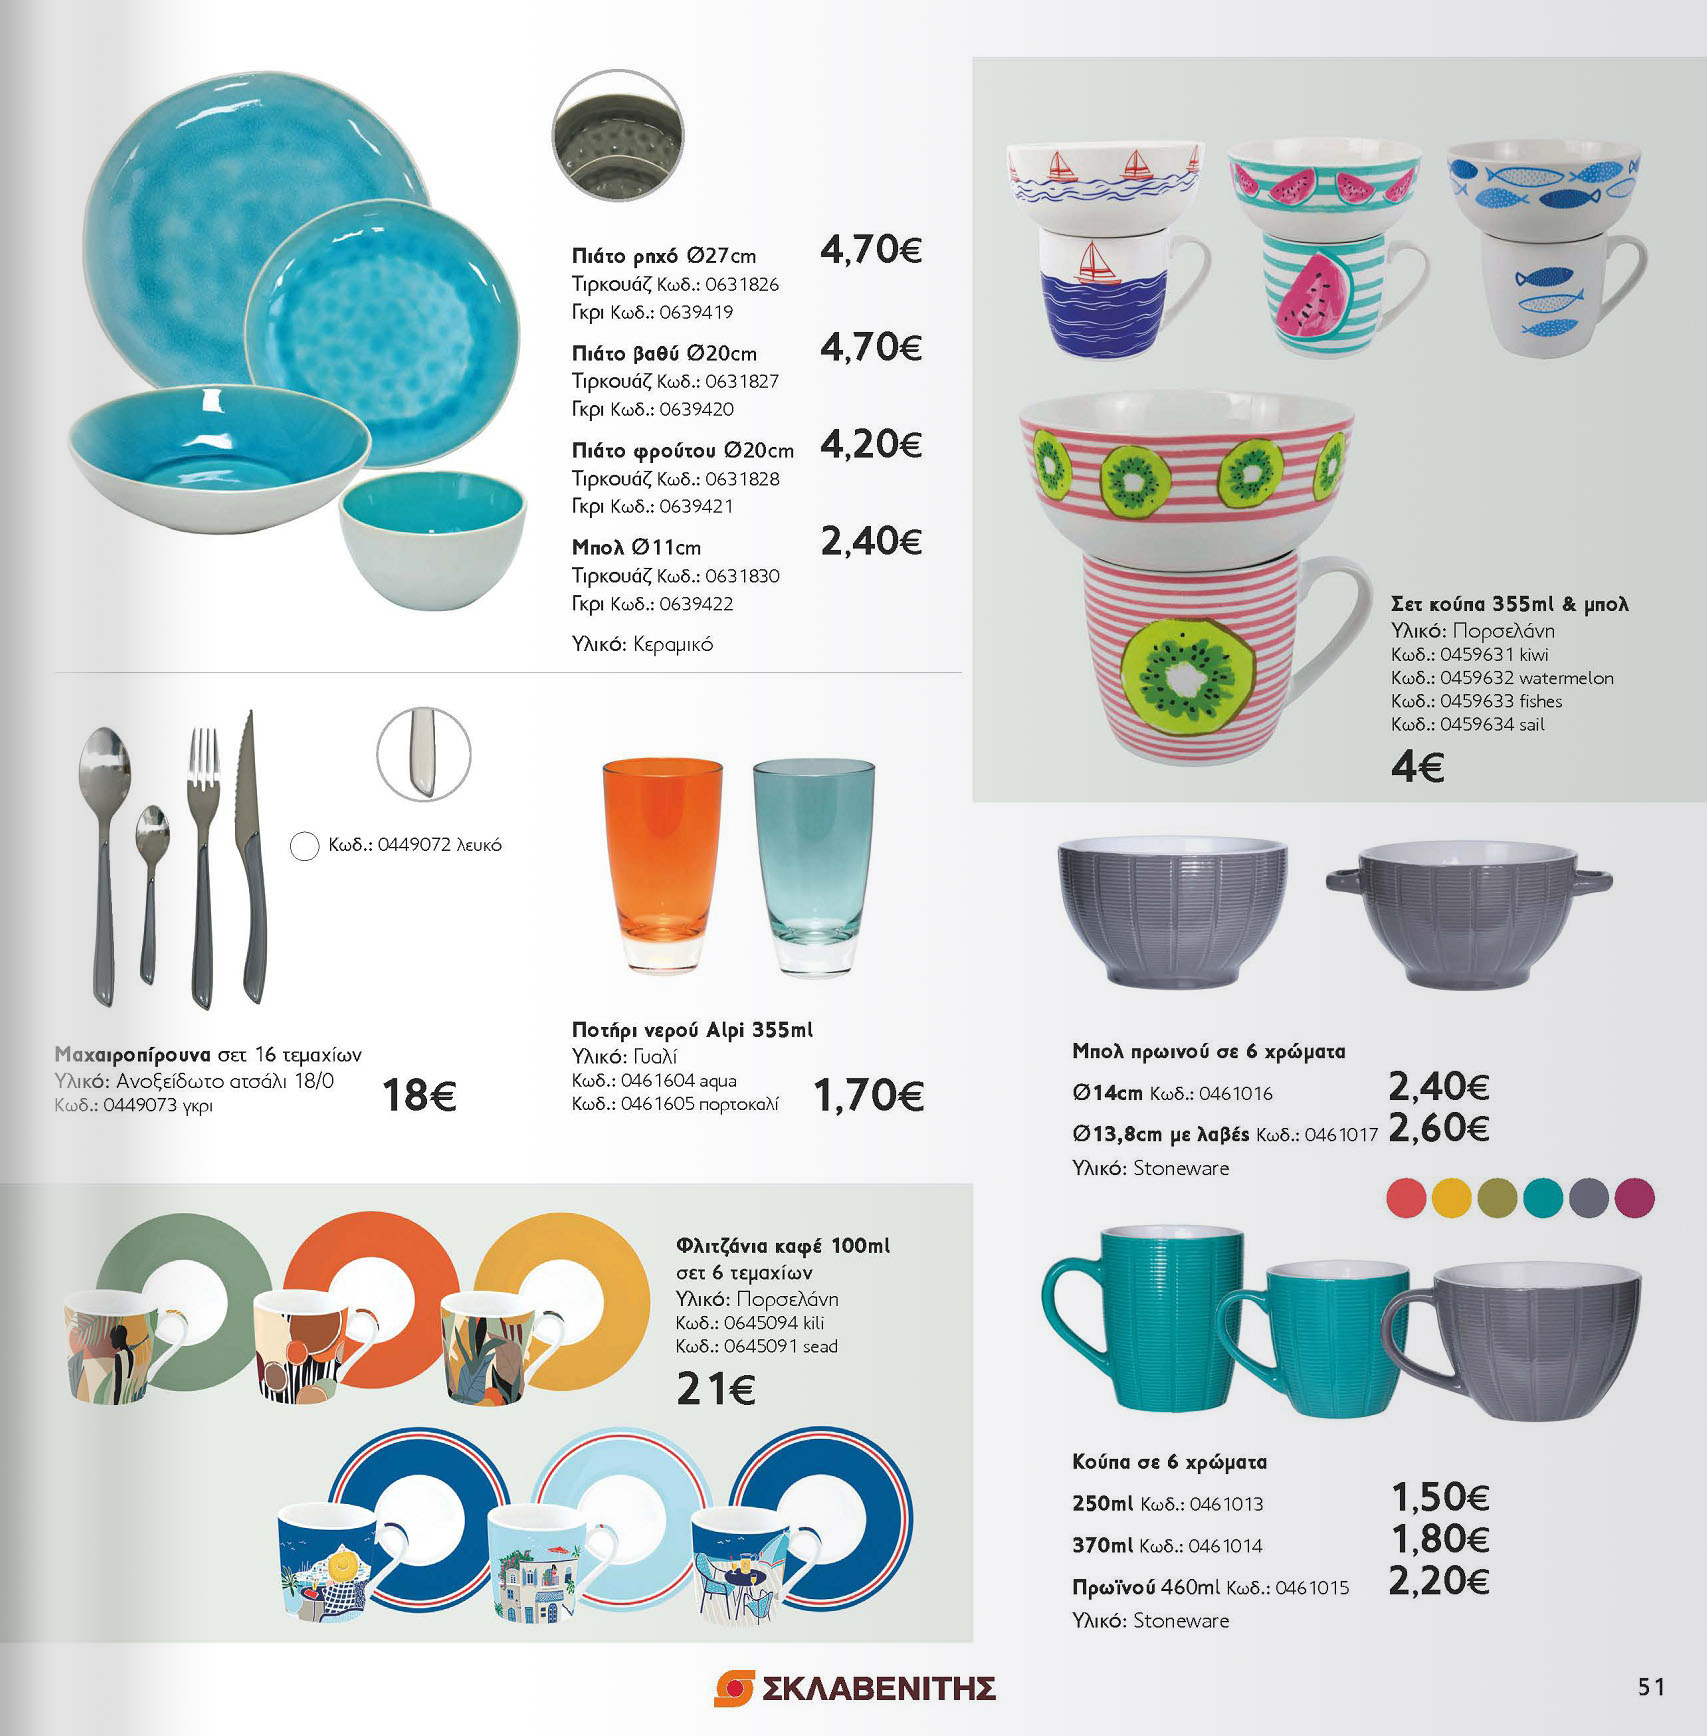 Πιάτο ρηχό Ø27cm 4,70€
Τιρκουάζ Κωδ.: 0631826
Γκρι Κωδ.: 0639419
Πιάτο βαθύ Ø20cm 4,70€
Τιρκουάζ Κωδ.: 0631827
Γκρι Κωδ.: 0639420
Πιάτο φρούτου Ø20cm 4,20€
Τιρκουάζ Κωδ.: 0631828
Γκρι Κωδ.: 0639421
Μπολ Ø11cm 2,40€
Τιρκουάζ Κωδ.: 0631830
Γκρι Κωδ.: 0639422
Υλικό: Κεραμικό
Σετ κούπα 355ml & μπολ
Υλικό: Πορσελάνη
Κωδ.: 0459631 kiwi
Κωδ.: 0459632 watermelon
Κωδ.: 0459633 fishes
Κωδ.: 0459634 sail
4€
Κωδ.: 0449072 λευκό
Μαχαιροπίρουνα σετ 16 τεμαχίων
Υλικό: Ανοξείδωτο ατσάλι 18/0
Κωδ.: 0449073 γκρι
18€
Ποτήρι νερού Alpi 355ml
Υλικό: Γυαλί
Κωδ.: 0461604 aqua
Κωδ.: 0461605 πορτοκαλί
1,70€
Μπολ πρωινού σε 6 χρώματα
Ø14cm Κωδ.: 0461016 2,40€
Ø13,8cm με λαβές Κωδ.: 0461017 2,60€
Υλικό: Stoneware
Φλιτζάνια καφέ 100ml
σετ 6 τεμαχίων
Υλικό: Πορσελάνη
Κωδ.: 0645094 kili
Κωδ.: 0645091 sead
21€
Κούπα σε 6 χρώματα
250ml Κωδ.: 0461013 1,50€
370ml Κωδ.: 0461014 1,80€
Πρωϊνού 460ml Κωδ.: 0461015 2,20€
Υλικό: Stoneware
ΣΚΛΑΒΕΝΙΤΗΣ
51